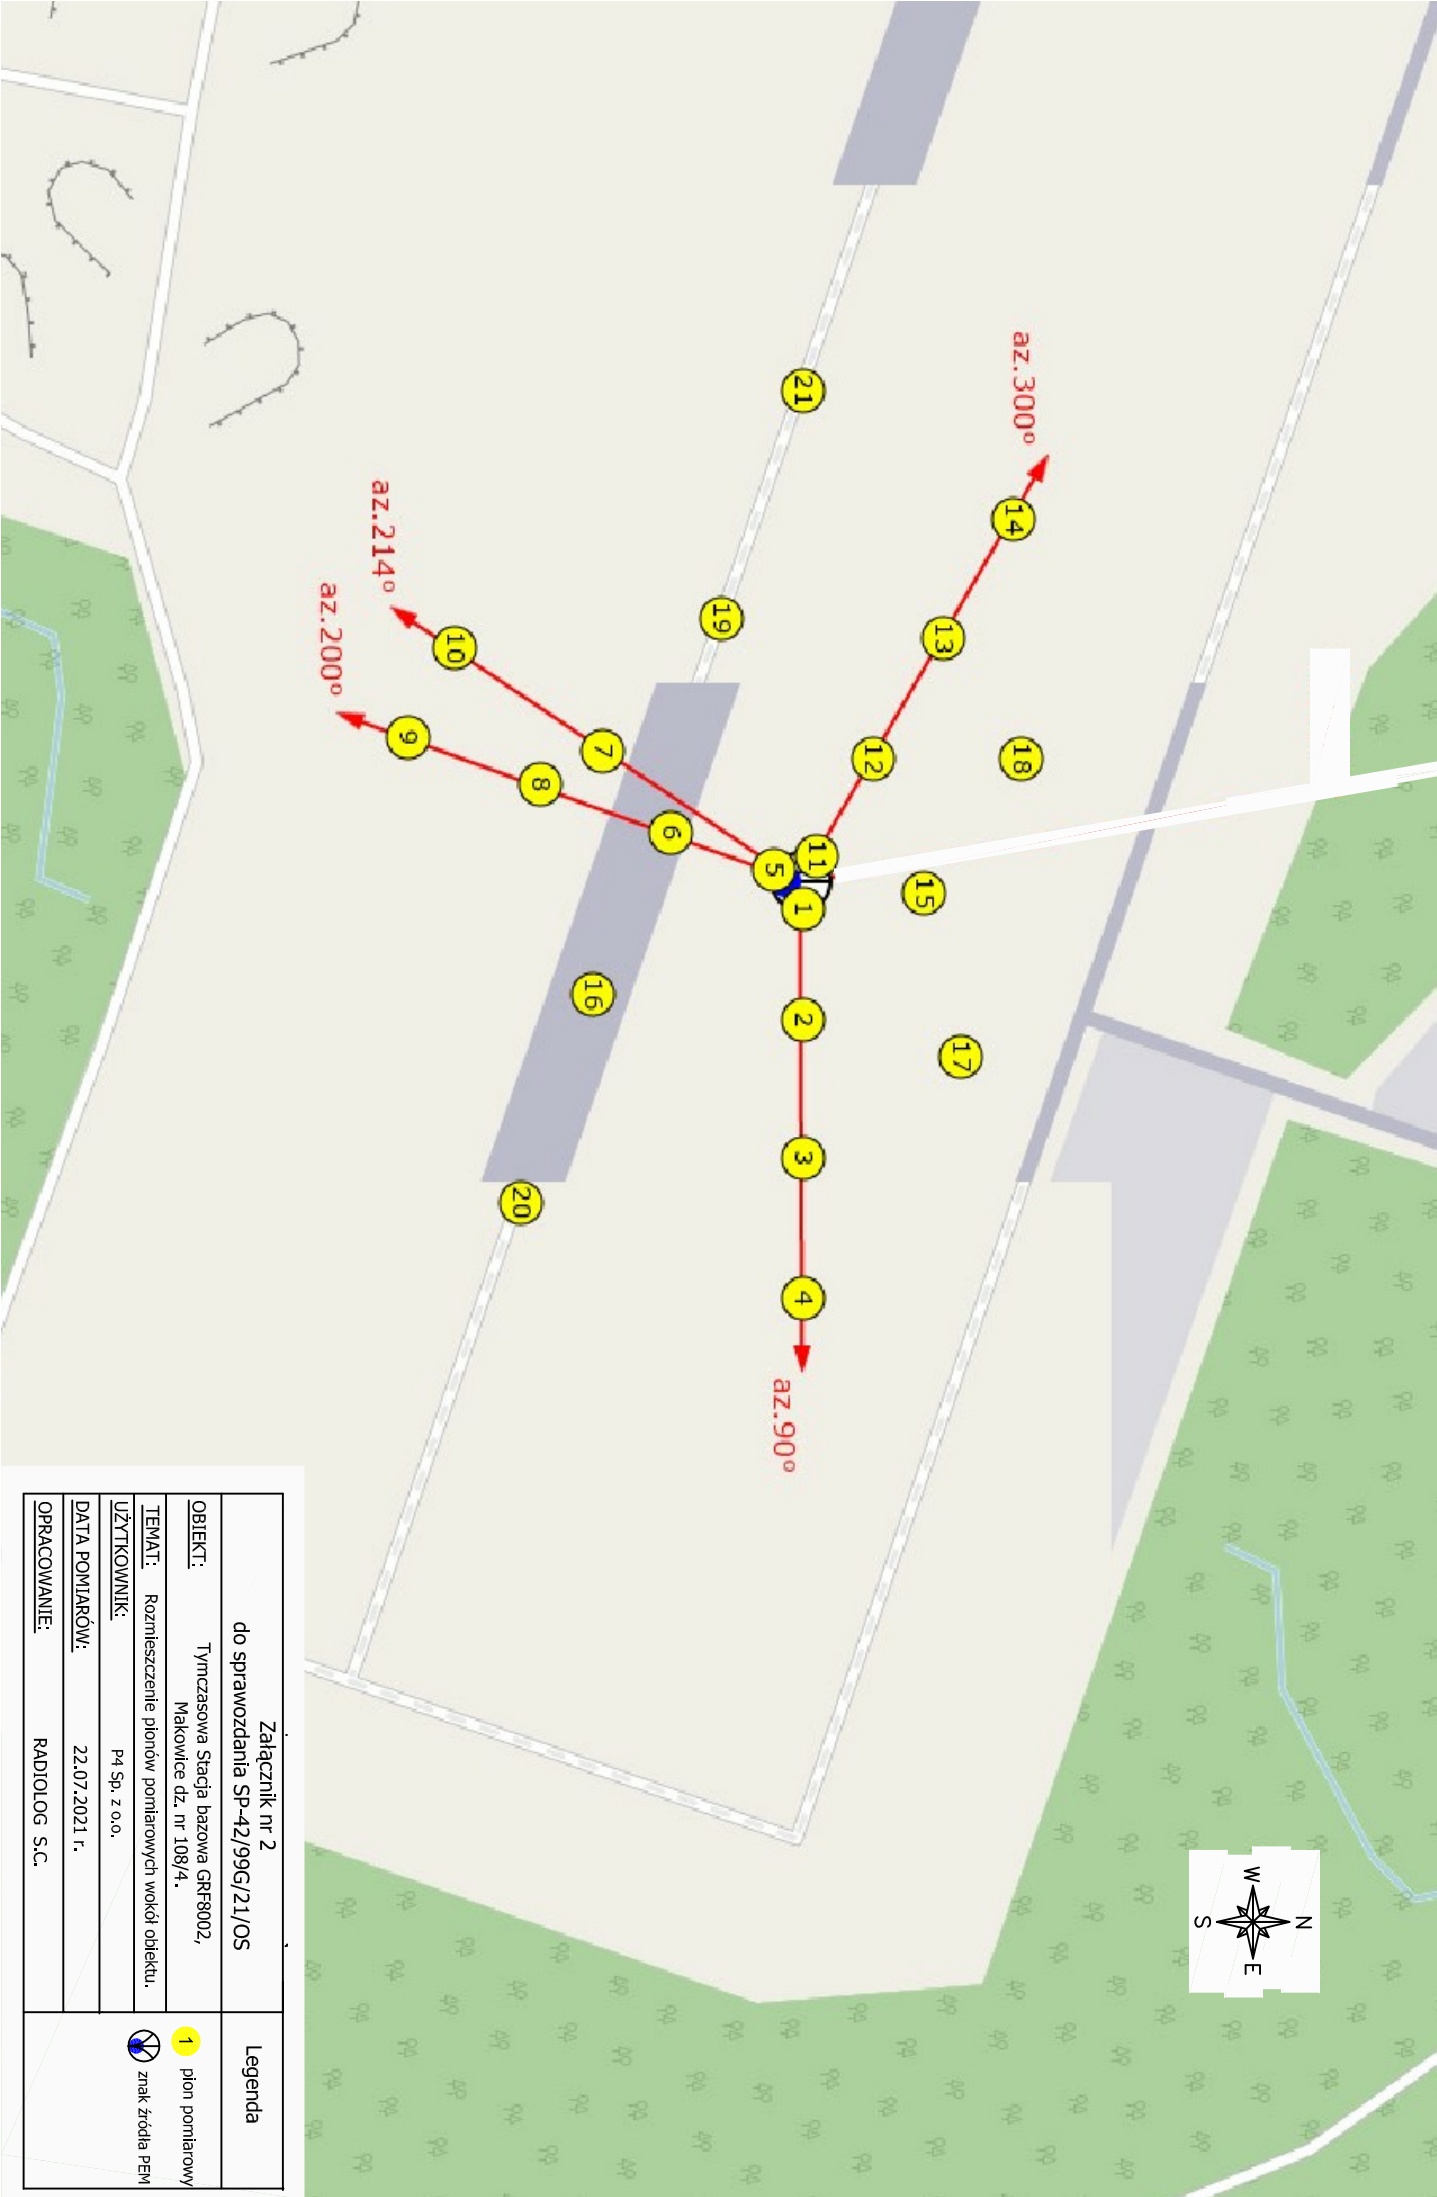 az.300°
az.214°
az.200°
az.90°
21
14
10
19
13
9
7
12
18
8
6
11
5
15
1
16
2
17
3
20
4
N
W
E
S
Załącznik nr 2
do sprawozdania SP-42/99G/21/OS
OBIEKT: Tymczasowa Stacja bazowa GRF8002,
Makowice dz. nr 108/4.
TEMAT: Rozmieszczenie pionów pomiarowych wokół obiektu.
UŻYTKOWNIK: P4 Sp. z o.o.
DATA POMIARÓW: 22.07.2021 r.
OPRACOWANIE: RADIOLOG S.C.
Legenda
1 pion pomiarowy
znak źródła PEM